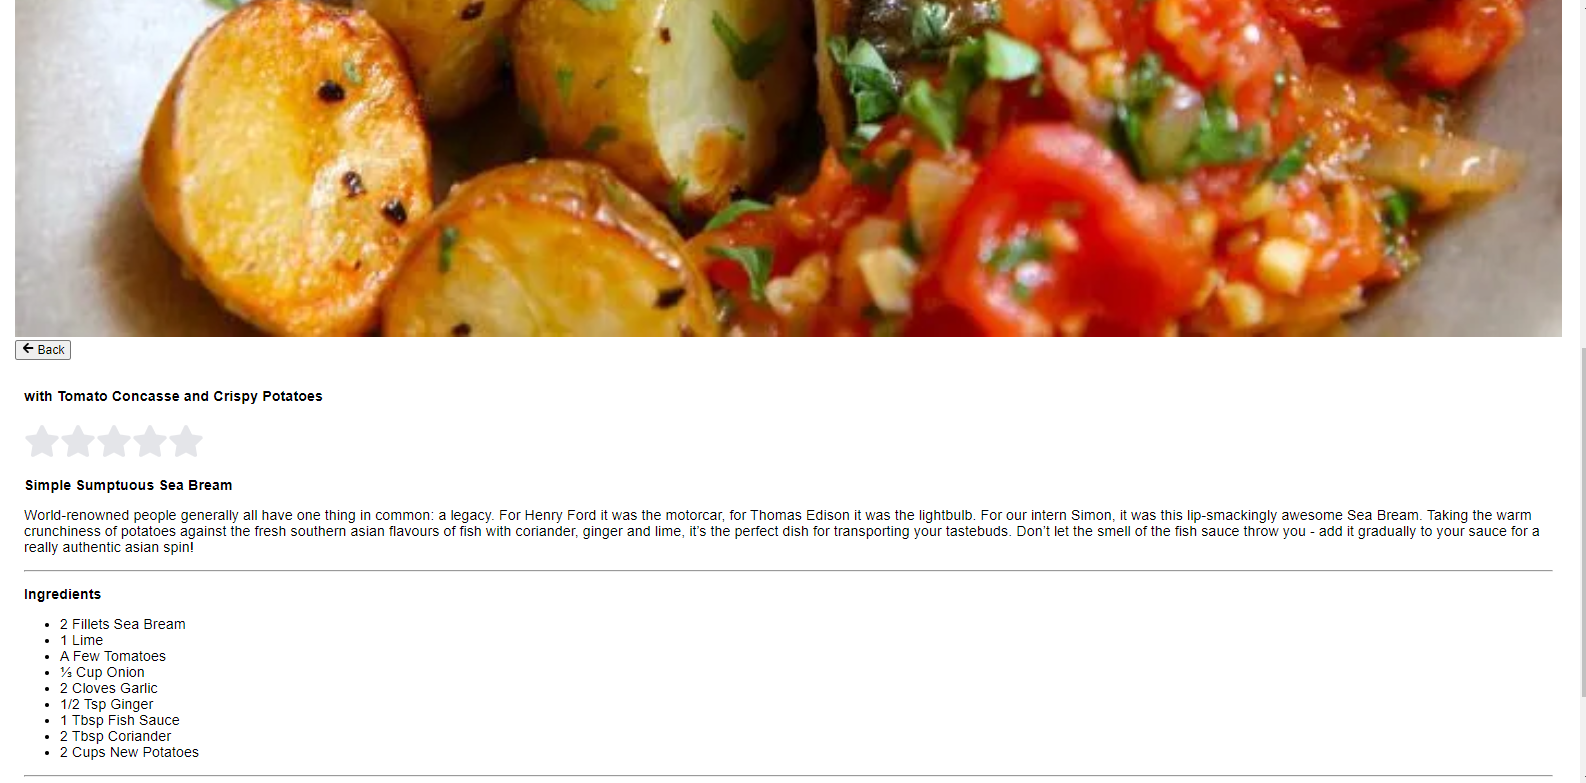 Back
with Tomato Concasse and Crispy Potatoes
Simple Sumptuous Sea Bream
World-renowned people generally all have one thing in common: a legacy. For Henry Ford it was the motorcar, for Thomas Edison it was the lightbulb. For our intern Simon, it was this lip-smackingly awesome Sea Bream. Taking the warm
crunchiness of potatoes against the fresh southern asian flavours of fish with coriander, ginger and lime, it's the perfect dish for transporting your tastebuds. Don't let the smell of the fish sauce throw you - add it gradually to your sauce for a
really authentic asian spin!
Ingredients
2 Fillets Sea Bream
1 Lime
A Few Tomatoes
⅓ Cup Onion
2 Cloves Garlic
1/2 Tsp Ginger
1 Tbsp Fish Sauce
2 Tbsp Coriander
2 Cups New Potatoes